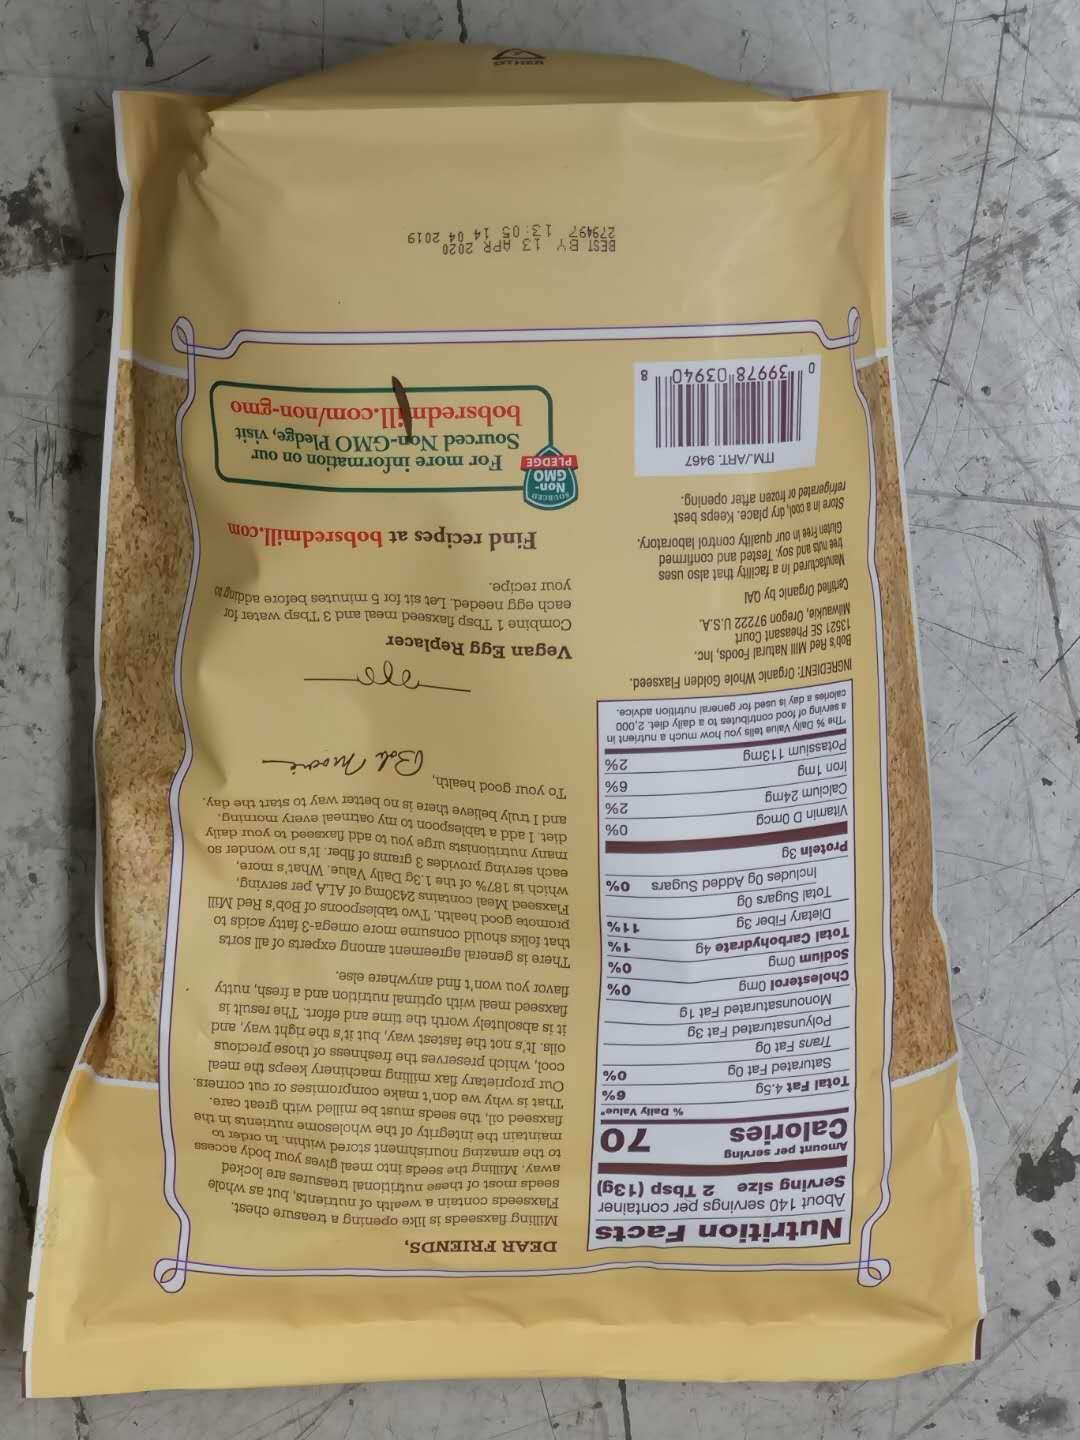 Nutrition Facts
About 140 servings per container
Serving size 2 Tbsp (13g)
Amount per serving
Calories 70
% Daily Value*
Total Fat 4.5g 6%
Saturated Fat 0g 0%
Trans Fat 0g
Polyunsaturated Fat 3g
Monounsaturated Fat 1g
Cholesterol 0mg 0%
Sodium 0mg 0%
Total Carbohydrate 4g 1%
Dietary Fiber 3g 11%
Total Sugars 0g
Includes 0g Added Sugars 0%
Protein 3g
Vitamin D 0mcg 0%
Calcium 24mg 2%
Iron 1mg 6%
Potassium 113mg 2%
*The % Daily Value tells you how much a nutrient in
a serving of food contributes to a daily diet. 2,000
calories a day is used for general nutrition advice.
INGREDIENT: Organic Whole Golden Flaxseed.
Bob's Red Mill Natural Foods, Inc.
13521 SE Pheasant Court
Milwaukie, Oregon 97222 U.S.A.
Certified Organic by QAI
Manufactured in a facility that also uses
tree nuts and soy. Tested and confirmed
Gluten Free in our quality control laboratory.
Store in a cool, dry place. Keeps best
refrigerated or frozen after opening.
ITM./ART. 9467
0 39978 03940 8
DEAR FRIENDS,
Milling flaxseeds is like opening a treasure chest.
Flaxseeds contain a wealth of nutrients, but as whole
seeds most of these nutritional treasures are locked
away. Milling the seeds into meal gives your body access
to the amazing nourishment stored within. In order to
maintain the integrity of the wholesome nutrients in the
flaxseed oil, the seeds must be milled with great care.
That is why we don't make compromises or cut corners.
Our proprietary flax milling machinery keeps the meal
cool, which preserves the freshness of those precious
oils. It's not the fastest way, but it's the right way, and
it is absolutely worth the time and effort. The result is
flaxseed meal with optimal nutrition and a fresh, nutty
flavor you won't find anywhere else.
There is general agreement among experts of all sorts
that folks should consume more omega-3 fatty acids to
promote good health. Two tablespoons of Bob's Red Mill
Flaxseed Meal contains 2430mg of ALA per serving,
which is 187% of the 1.3g Daily Value. What's more,
each serving provides 3 grams of fiber. It's no wonder so
many nutritionists urge you to add flaxseed to your daily
diet. I add a tablespoon to my oatmeal every morning,
and I truly believe there is no better way to start the day.
To your good health,
Bob Moore
Vegan Egg Replacer
Combine 1 Tbsp flaxseed meal and 3 Tbsp water for
each egg needed. Let sit for 5 minutes before adding to
your recipe.
Find recipes at bobsredmill.com
SOURCED
Non-
GMO
PLEDGE
For more information on our
Sourced Non-GMO Pledge, visit
bobsredmill.com/non-gmo
BEST BY 13 APR 2020
279497 13:05 14 04 2019
OTHER
7